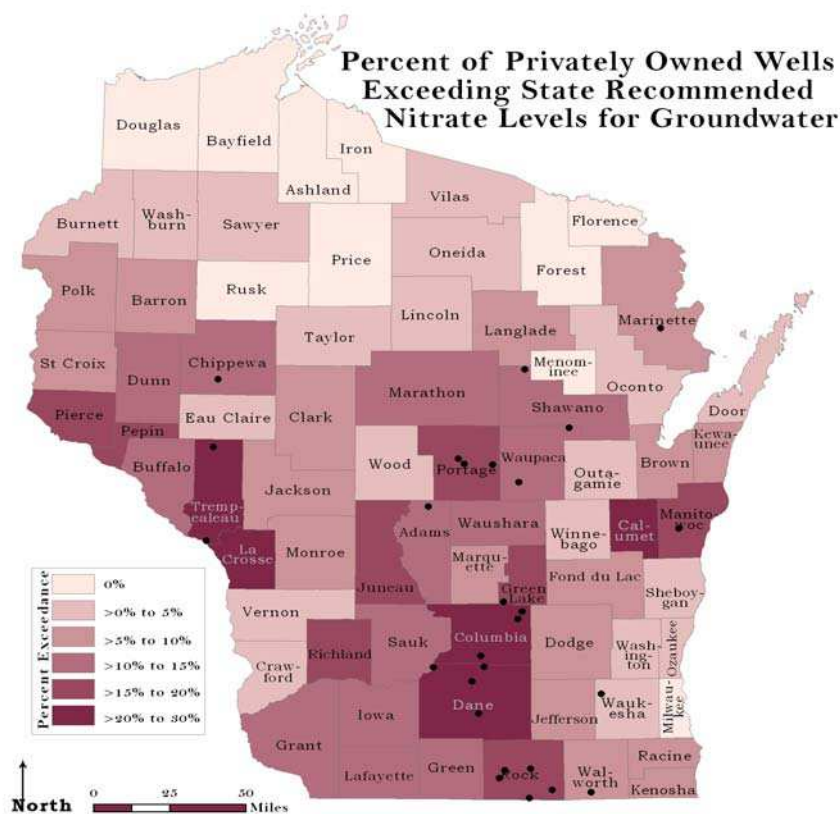 Percent of Privately Owned Wells
Exceeding State Recommended
Nitrate Levels for Groundwater
Douglas
Bayfield
Iron
Ashland
Vilas
Florence
Burnett
Wash-
burn
Sawyer
Oneida
Forest
Price
Polk
Barron
Rusk
Lincoln
Taylor
Langlade
Marinette
St Croix
Chippewa
Dunn
Menom-
inee
Oconto
Marathon
Shawano
Door
Pierce
Eau Claire
Clark
Pepin
Kewa-
unee
Buffalo
Wood
Portage
Waupaca
Outa-
gamie
Brown
Jackson
Tremp-
ealeau
Adams
Waushara
Winne-
bago
Cal-
umet
Manito-
woc
La
Crosse
Monroe
Juneau
Marqu-
ette
Green
Lake
Fond du Lac
Sheboy-
gan
Vernon
Columbia
Dodge
Wash-
ing-
ton
Ozaukee
Richland
Sauk
Craw-
ford
Dane
Jefferson
Wauk-
esha
Milwau-
kee
Iowa
Grant
Lafayette
Green
Rock
Wal-
worth
Racine
Kenosha
Percent Exceedance
0%
>0% to 5%
>5% to 10%
>10% to 15%
>15% to 20%
>20% to 30%
North
0 25 50
Miles